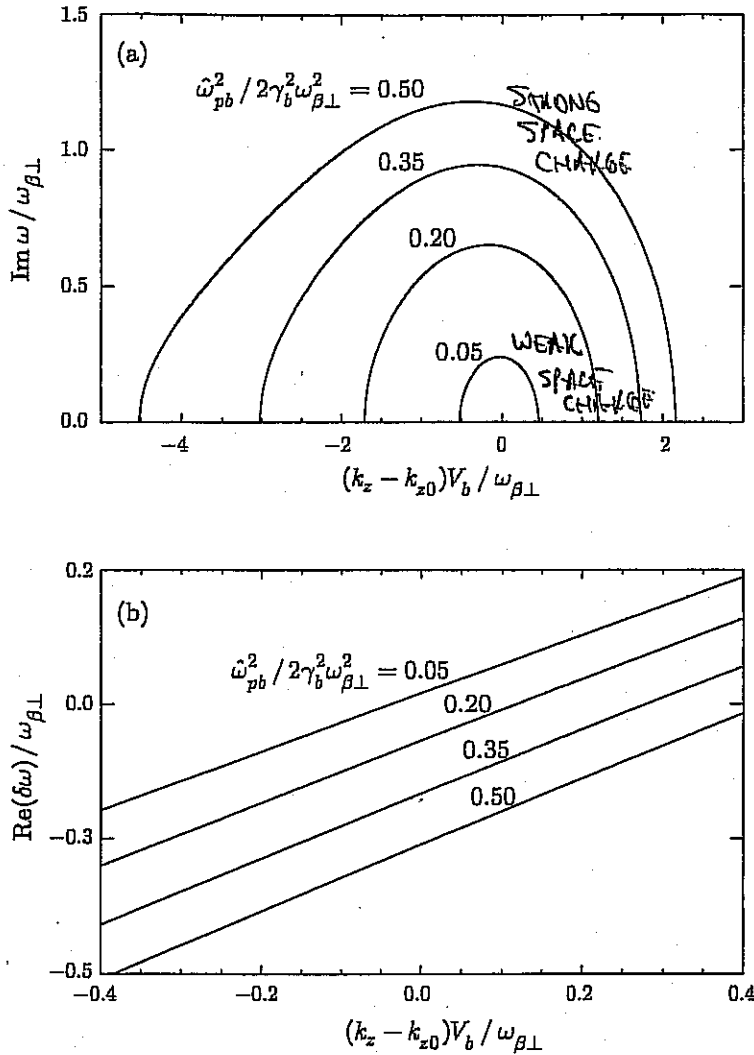 1.5
(a)
ω̂²_pb / 2γ²_b ω²_β⊥ = 0.50
STRONG
SPACE
CHARGE
1.0
0.35
Im ω / ω_β⊥
0.20
0.5
0.05
WEAK
SPACE
CHARGE
0.0
−4 −2 0 2
(k_z − k_z0)V_b / ω_β⊥
0.2
(b)
ω̂²_pb / 2γ²_b ω²_β⊥ = 0.05
0.0
0.20
Re(δω) / ω_β⊥
0.35
−0.3
0.50
−0.5
−0.4 −0.2 0.0 0.2 0.4
(k_z − k_z0)V_b / ω_β⊥